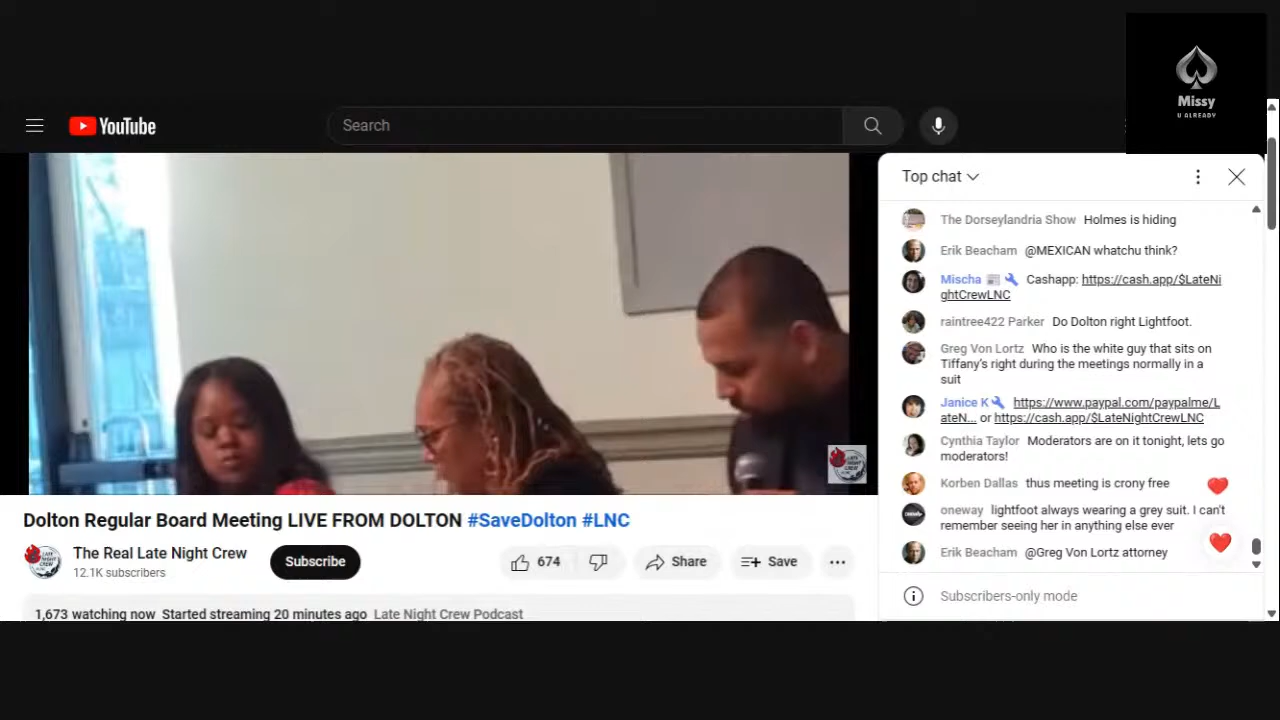 Missy
U ALREADY
YouTube
Search
Top chat
The Dorseylandria Show Holmes is hiding
Erik Beacham @MEXICAN whatchu think?
Mischa Cashapp: https://cash.app/$LateNi
ghtCrewLNC
raintree422 Parker Do Dolton right Lightfoot.
Greg Von Lortz Who is the white guy that sits on
Tiffany's right during the meetings normally in a
suit
Janice K https://www.paypal.com/paypalme/L
ateN... or https://cash.app/$LateNightCrewLNC
Cynthia Taylor Moderators are on it tonight, lets go
moderators!
Korben Dallas thus meeting is crony free
oneway lightfoot always wearing a grey suit. I can't
remember seeing her in anything else ever
Erik Beacham @Greg Von Lortz attorney
Subscribers-only mode
Dolton Regular Board Meeting LIVE FROM DOLTON #SaveDolton #LNC
The Real Late Night Crew
12.1K subscribers
Subscribe
674
Share
Save
1,673 watching now Started streaming 20 minutes ago Late Night Crew Podcast